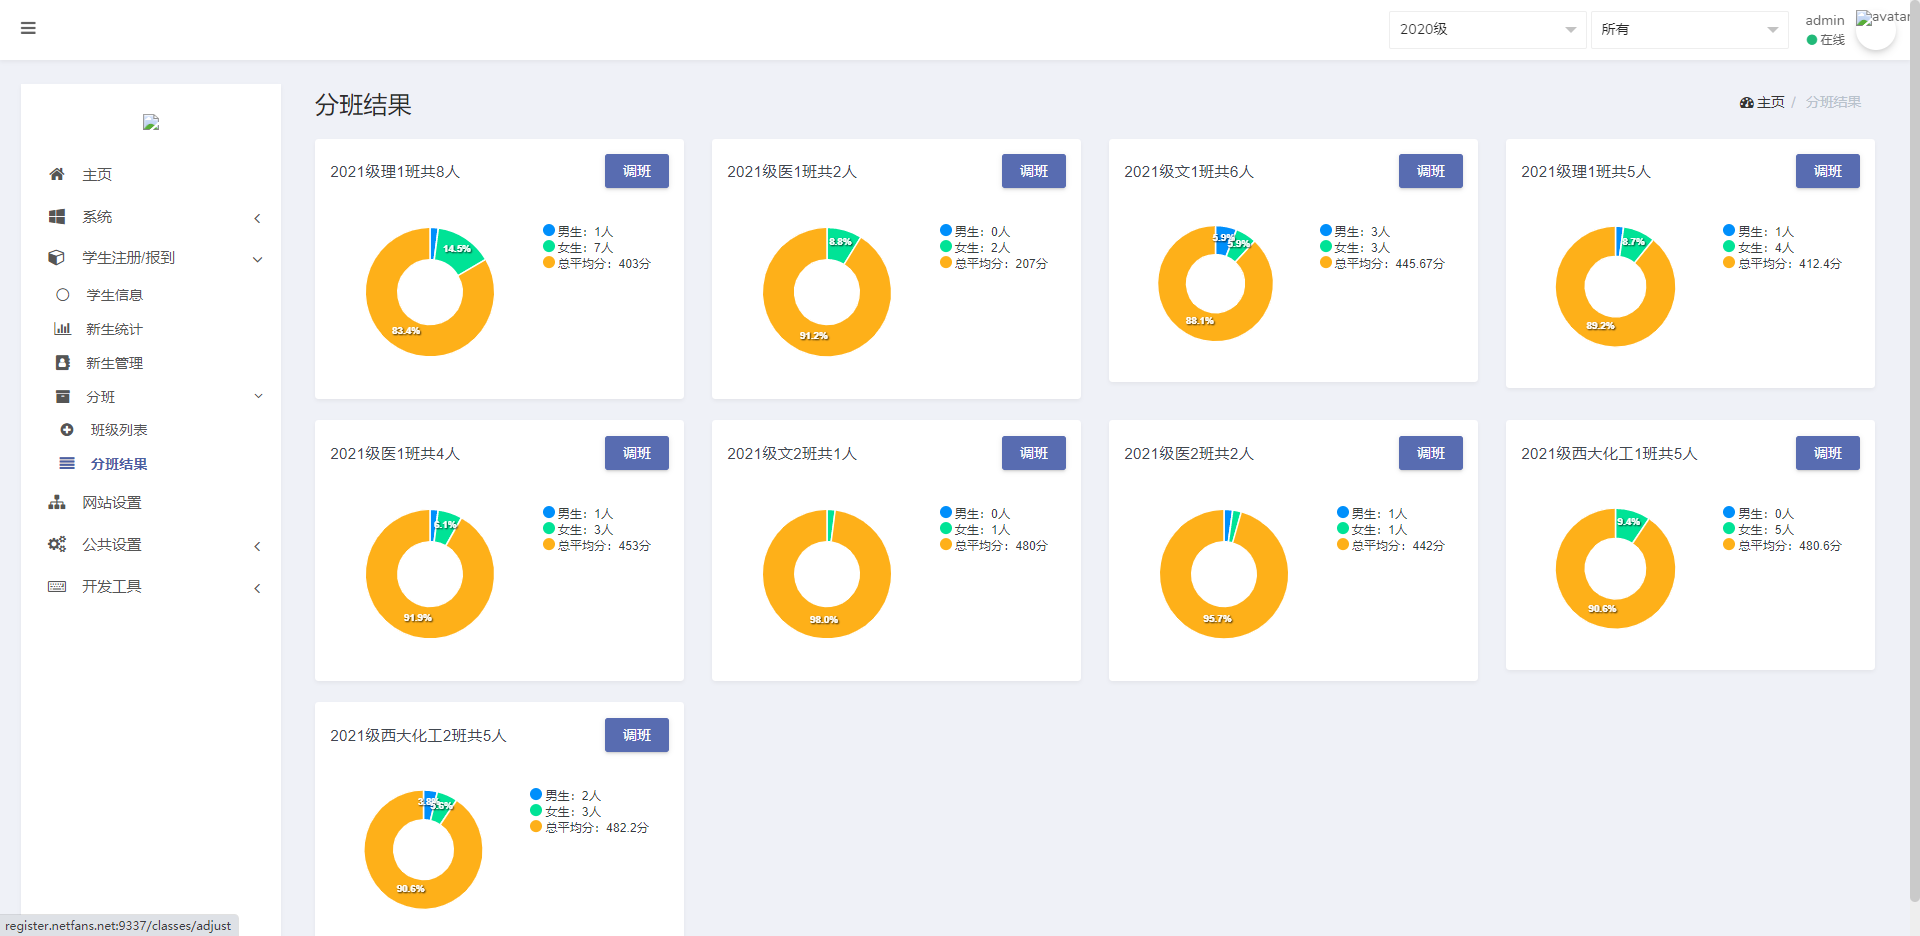 2020级
所有
admin
在线
avatar
分班结果
主页 / 分班结果
主页
系统
学生注册/报到
学生信息
新生统计
新生管理
分班
班级列表
分班结果
网站设置
公共设置
开发工具
2021级理1班共8人
调班
男生：1人
女生：7人
总平均分：403分
14.5%
83.4%
2021级医1班共2人
调班
男生：0人
女生：2人
总平均分：207分
8.8%
91.2%
2021级文1班共6人
调班
男生：3人
女生：3人
总平均分：445.67分
5.9%
5.9%
88.1%
2021级理1班共5人
调班
男生：1人
女生：4人
总平均分：412.4分
8.7%
89.2%
2021级医1班共4人
调班
男生：1人
女生：3人
总平均分：453分
6.1%
91.9%
2021级文2班共1人
调班
男生：0人
女生：1人
总平均分：480分
98.0%
2021级医2班共2人
调班
男生：1人
女生：1人
总平均分：442分
95.7%
2021级西大化工1班共5人
调班
男生：0人
女生：5人
总平均分：480.6分
9.4%
90.6%
2021级西大化工2班共5人
调班
男生：2人
女生：3人
总平均分：482.2分
3.8%
5.6%
90.6%
register.netfans.net:9337/classes/adjust